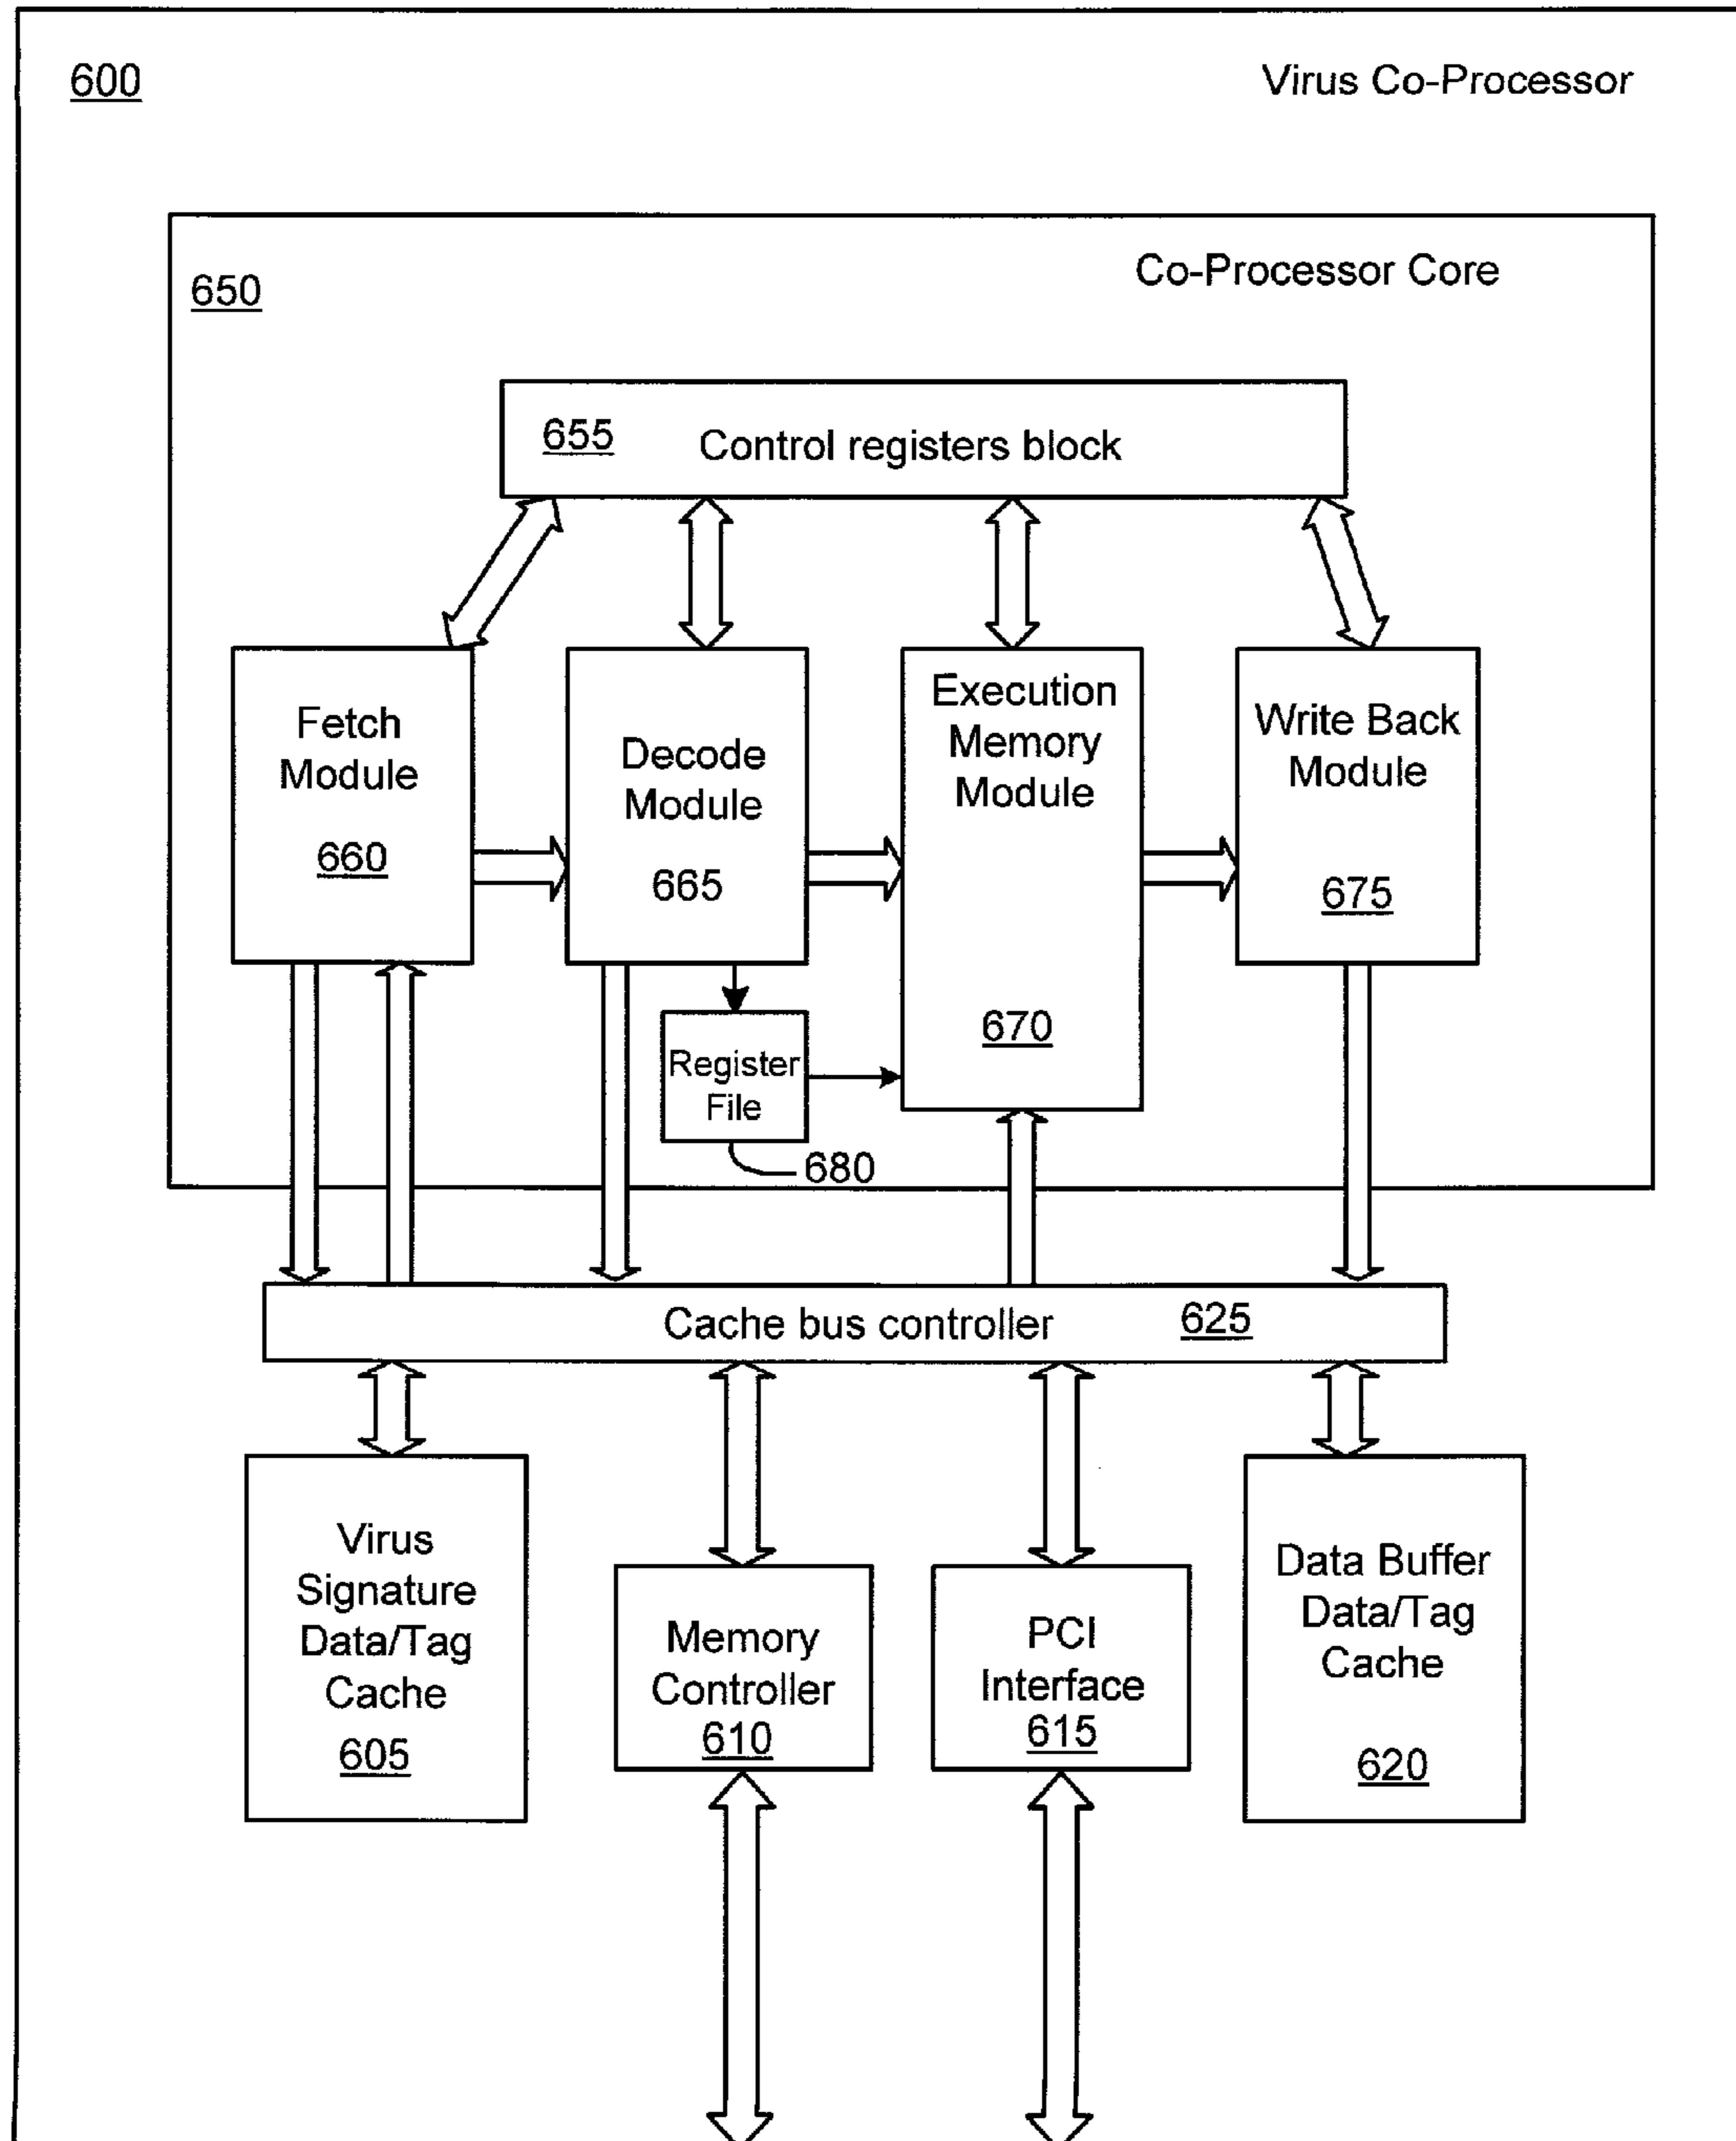 600
Virus Co-Processor
650
Co-Processor Core
655
Control registers block
Fetch
Module
660
Decode
Module
665
Execution
Memory
Module
670
Write Back
Module
675
Register
File
680
Cache bus controller
625
Virus
Signature
Data/Tag
Cache
605
Memory
Controller
610
PCI
Interface
615
Data Buffer
Data/Tag
Cache
620